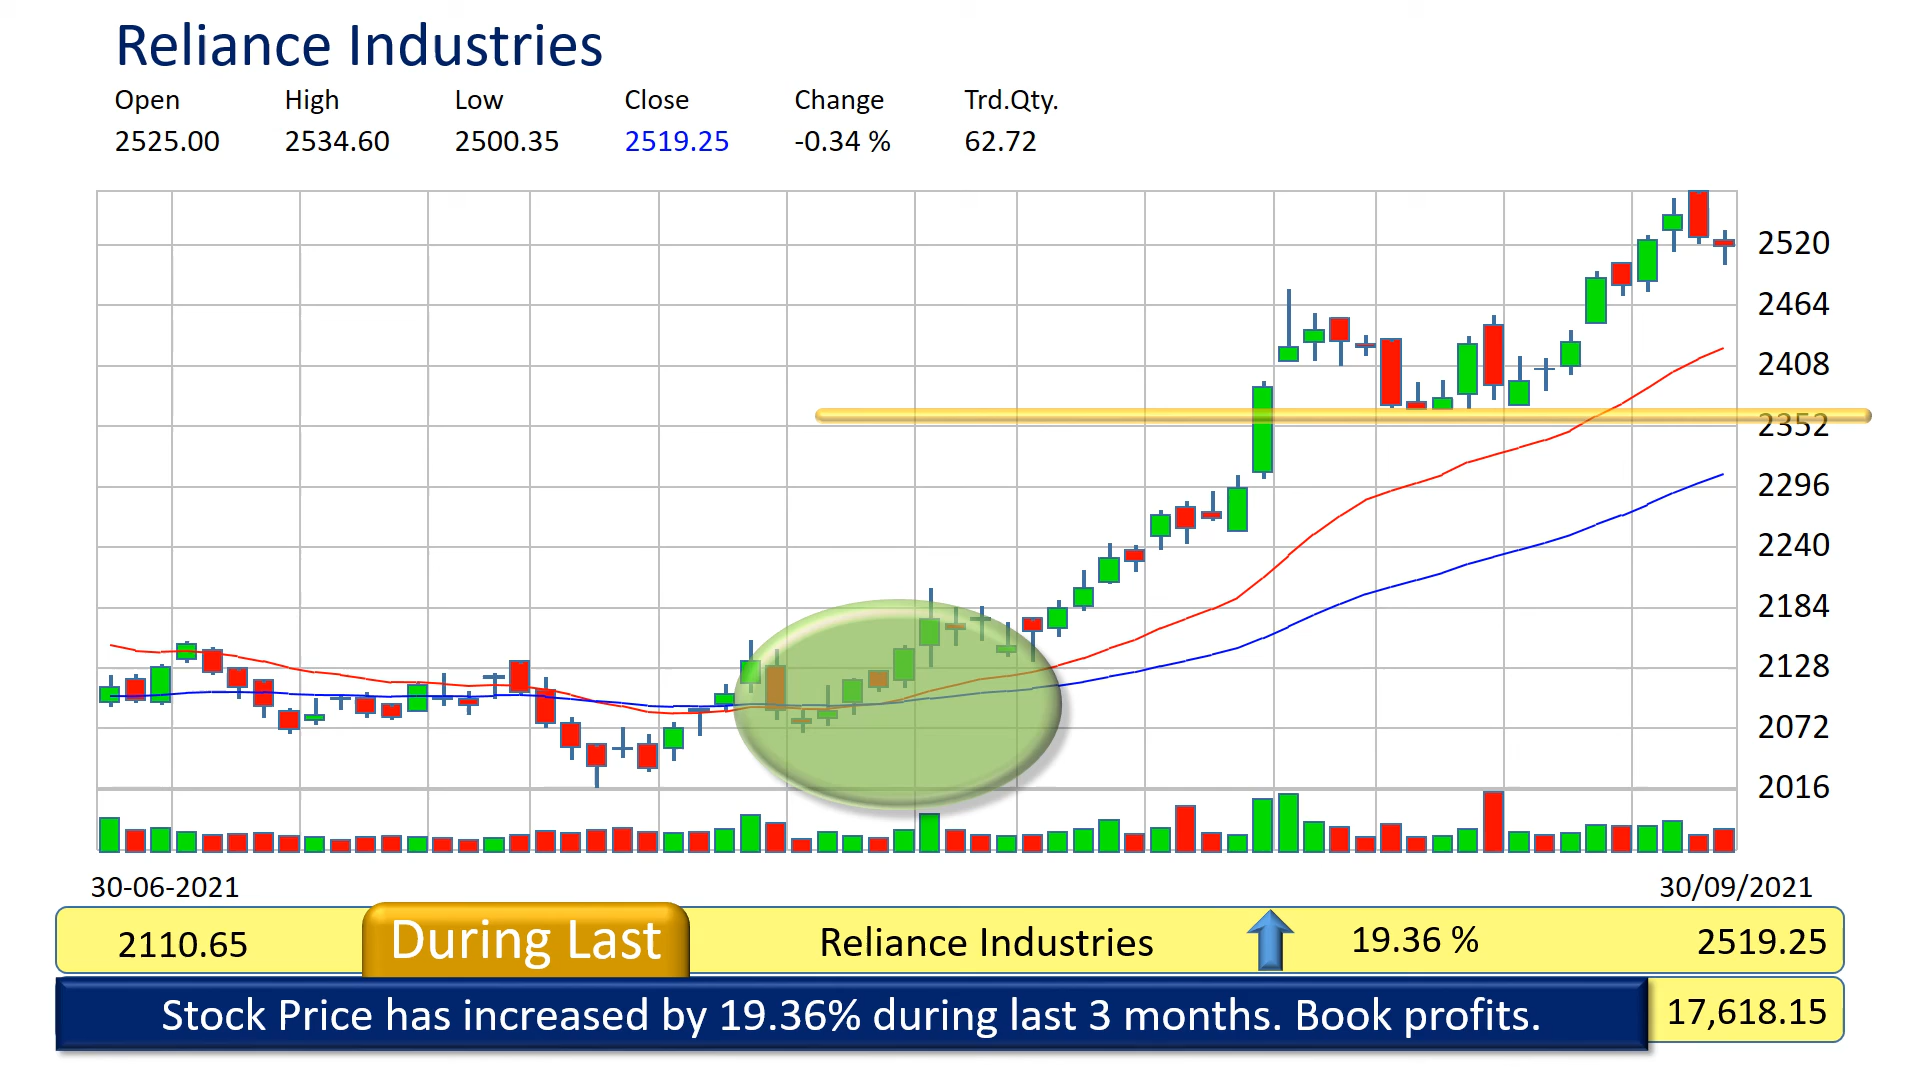 Reliance Industries
Open High Low Close Change Trd.Qty.
2525.00 2534.60 2500.35 2519.25 -0.34 % 62.72
2520
2464
2408
2352
2296
2240
2184
2128
2072
2016
30-06-2021 30/09/2021
2110.65 During Last Reliance Industries 19.36 % 2519.25
Stock Price has increased by 19.36% during last 3 months. Book profits. 17,618.15